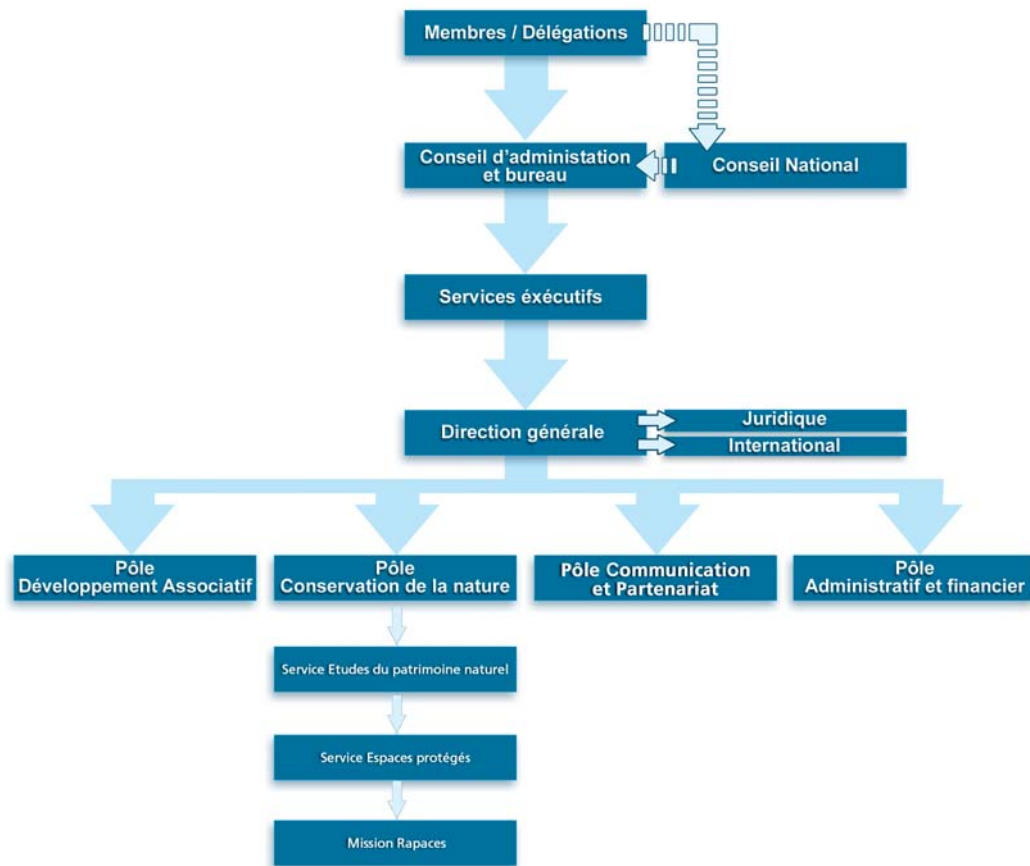 Membres / Délégations
Conseil d'administation
et bureau
Conseil National
Services éxécutifs
Direction générale
Juridique
International
Pôle
Développement Associatif
Pôle
Conservation de la nature
Pôle Communication
et Partenariat
Pôle
Administratif et financier
Service Etudes du patrimoine naturel
Service Espaces protégés
Mission Rapaces